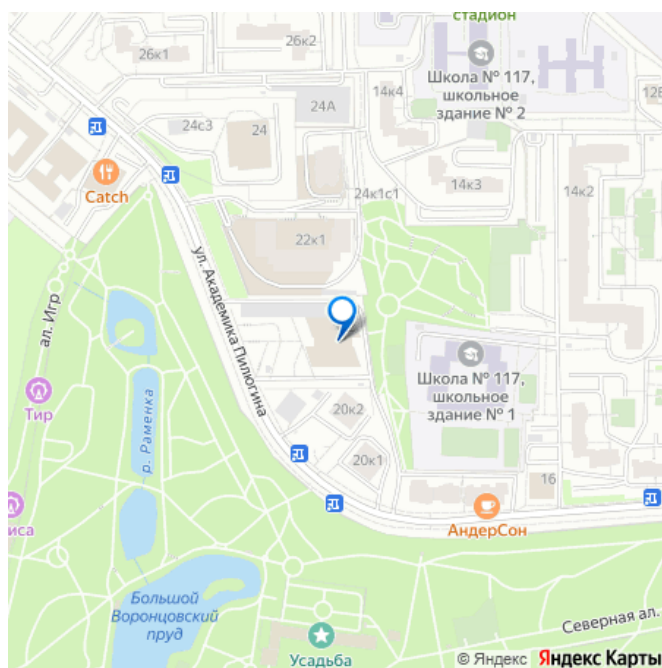 стадион
26к1
26к2
Школа № 117,
школьное
здание № 2
24А
14к4
24с3
24
Catch
24к1с1
14к3
14к2
22к1
ул. Академика Пилюгина
ал. Игр
Тир
р. Раменка
Школа № 117,
школьное
здание № 1
20к2
20к1
16
АндерСон
иса
Большой
Воронцовский
пруд
Северная ал.
Усадьба
© Яндекс Яндекс Карты